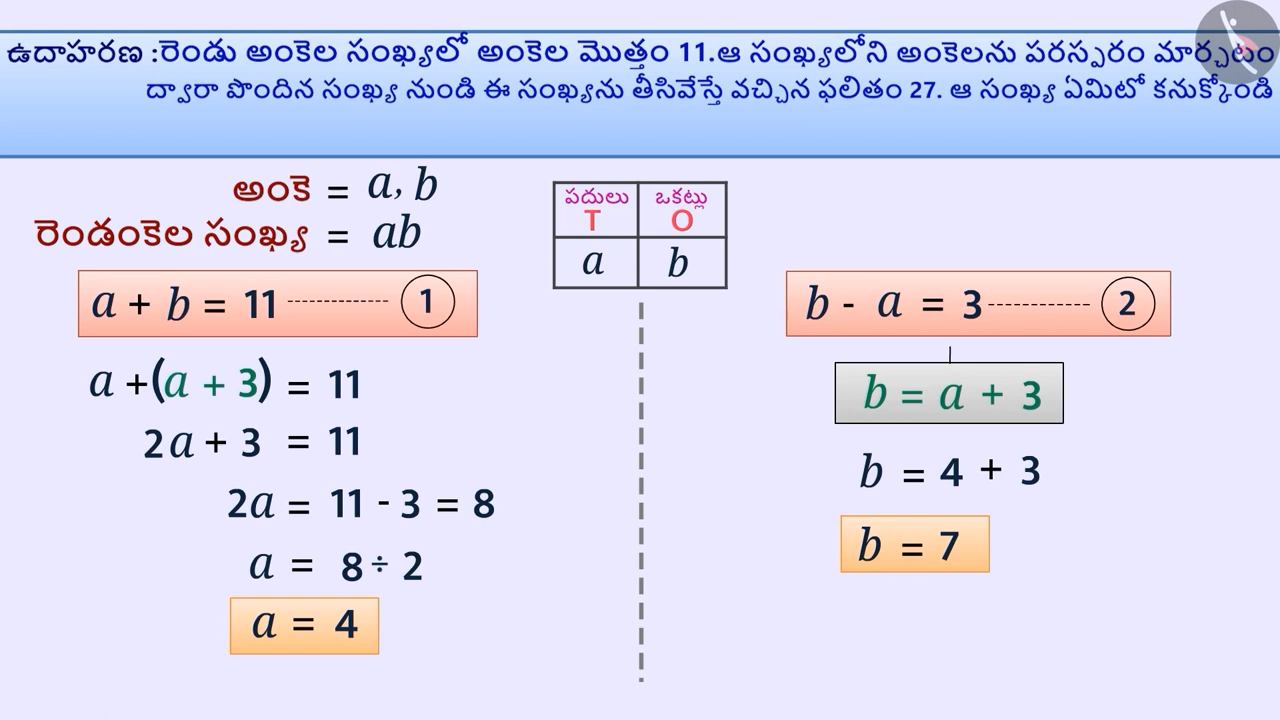 ఉదాహరణ :రెండు అంకెల సంఖ్యలో అంకెల మొత్తం 11.ఆ సంఖ్యలోని అంకెలను పరస్పరం మార్చటం
ద్వారా పొందిన సంఖ్య నుండి ఈ సంఖ్యను తీసివేస్తే వచ్చిన ఫలితం 27. ఆ సంఖ్య ఏమిటో కనుక్కోండి
అంకె = a, b
రెండంకెల సంఖ్య = ab
పదులు ఒకట్లు
T O
a b
a + b = 11 ------------------ 1
a +(a + 3) = 11
2a + 3 = 11
2a = 11 - 3 = 8
a = 8 ÷ 2
a = 4
b - a = 3------------------ 2
b = a + 3
b = 4 + 3
b = 7